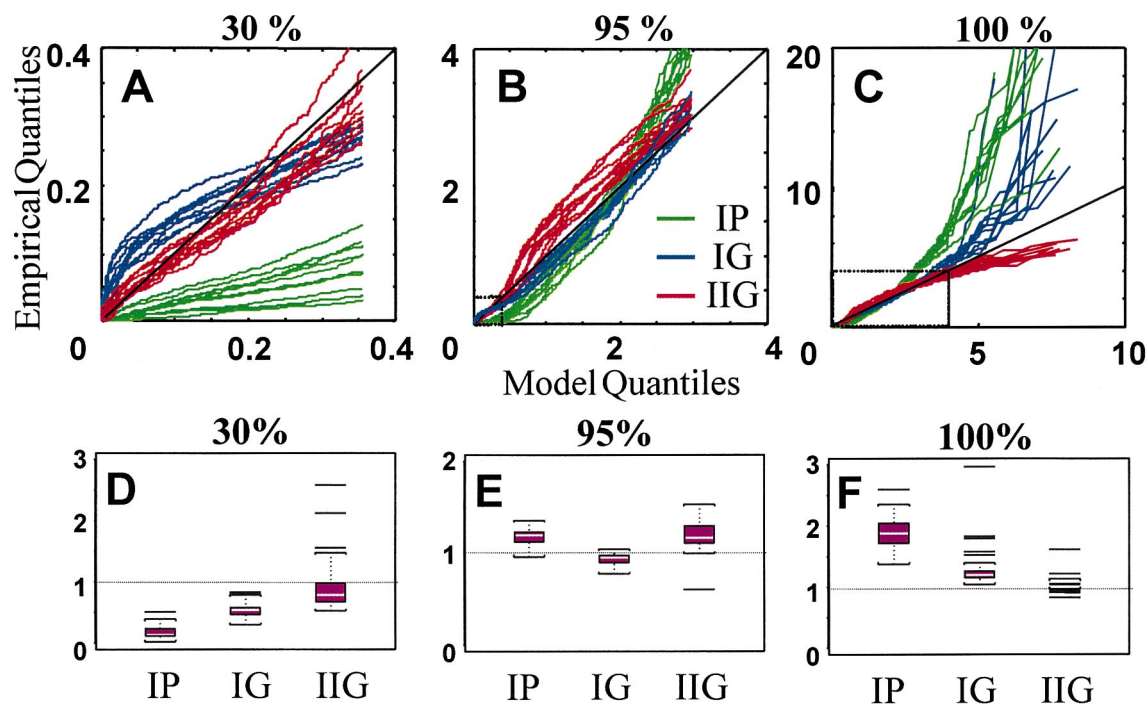 30 %
95 %
100 %
Empirical Quantiles
0.4
0.2
0
0.2
0.4
A
4
2
0
2
4
B
IP
IG
IIG
20
10
0
5
10
C
Model Quantiles
30%
95%
100%
3
2
1
0
D
IP
IG
IIG
2
1
0
E
IP
IG
IIG
3
2
1
0
F
IP
IG
IIG